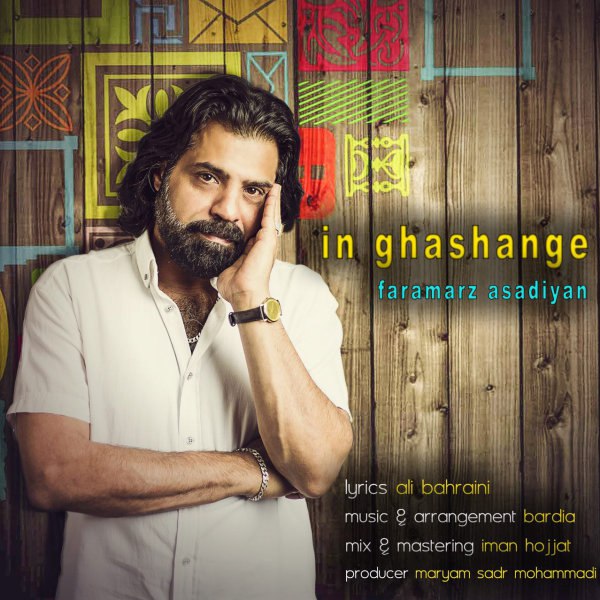 in ghashange
faramarz asadiyan
lyrics ali bahraini
music & arrangement bardia
mix & mastering iman hojjat
producer maryam sadr mohammadi